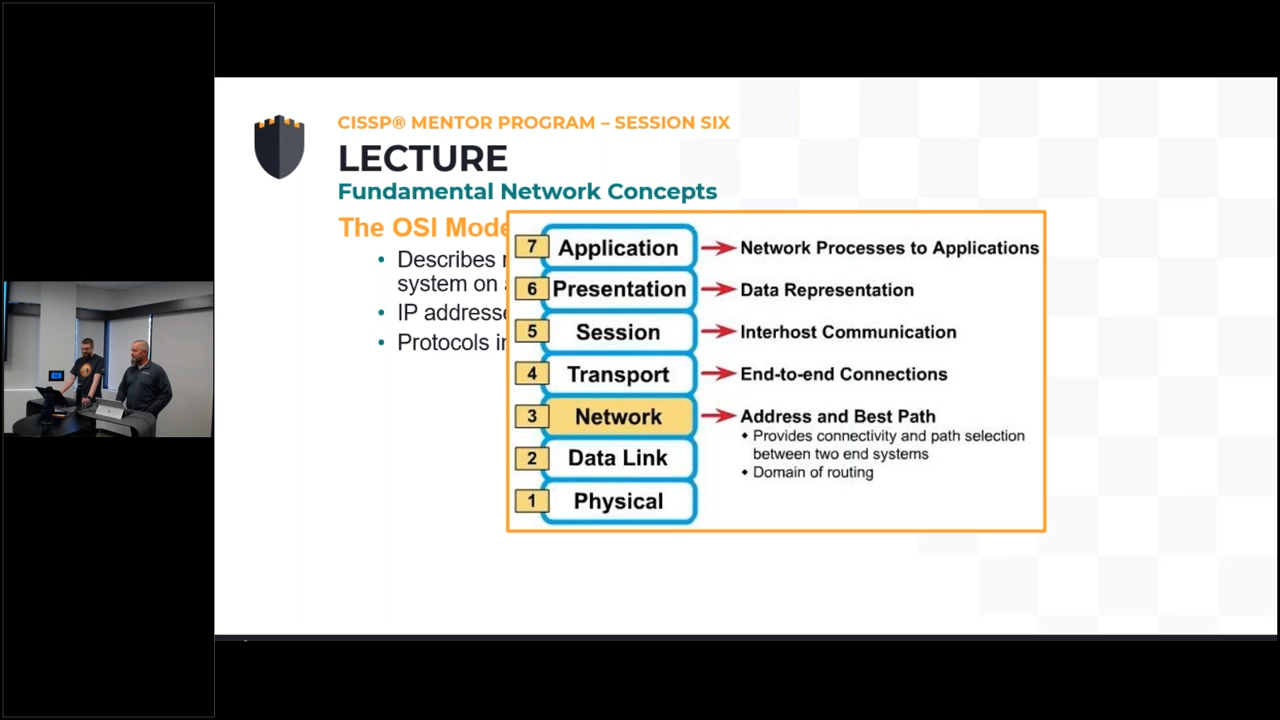 CISSP® MENTOR PROGRAM – SESSION SIX
LECTURE
Fundamental Network Concepts
The OSI Mode
• Describes
system on
• IP addresse
• Protocols
7 Application Network Processes to Applications
6 Presentation Data Representation
5 Session Interhost Communication
4 Transport End-to-end Connections
3 Network Address and Best Path
• Provides connectivity and path selection
between two end systems
• Domain of routing
2 Data Link
1 Physical